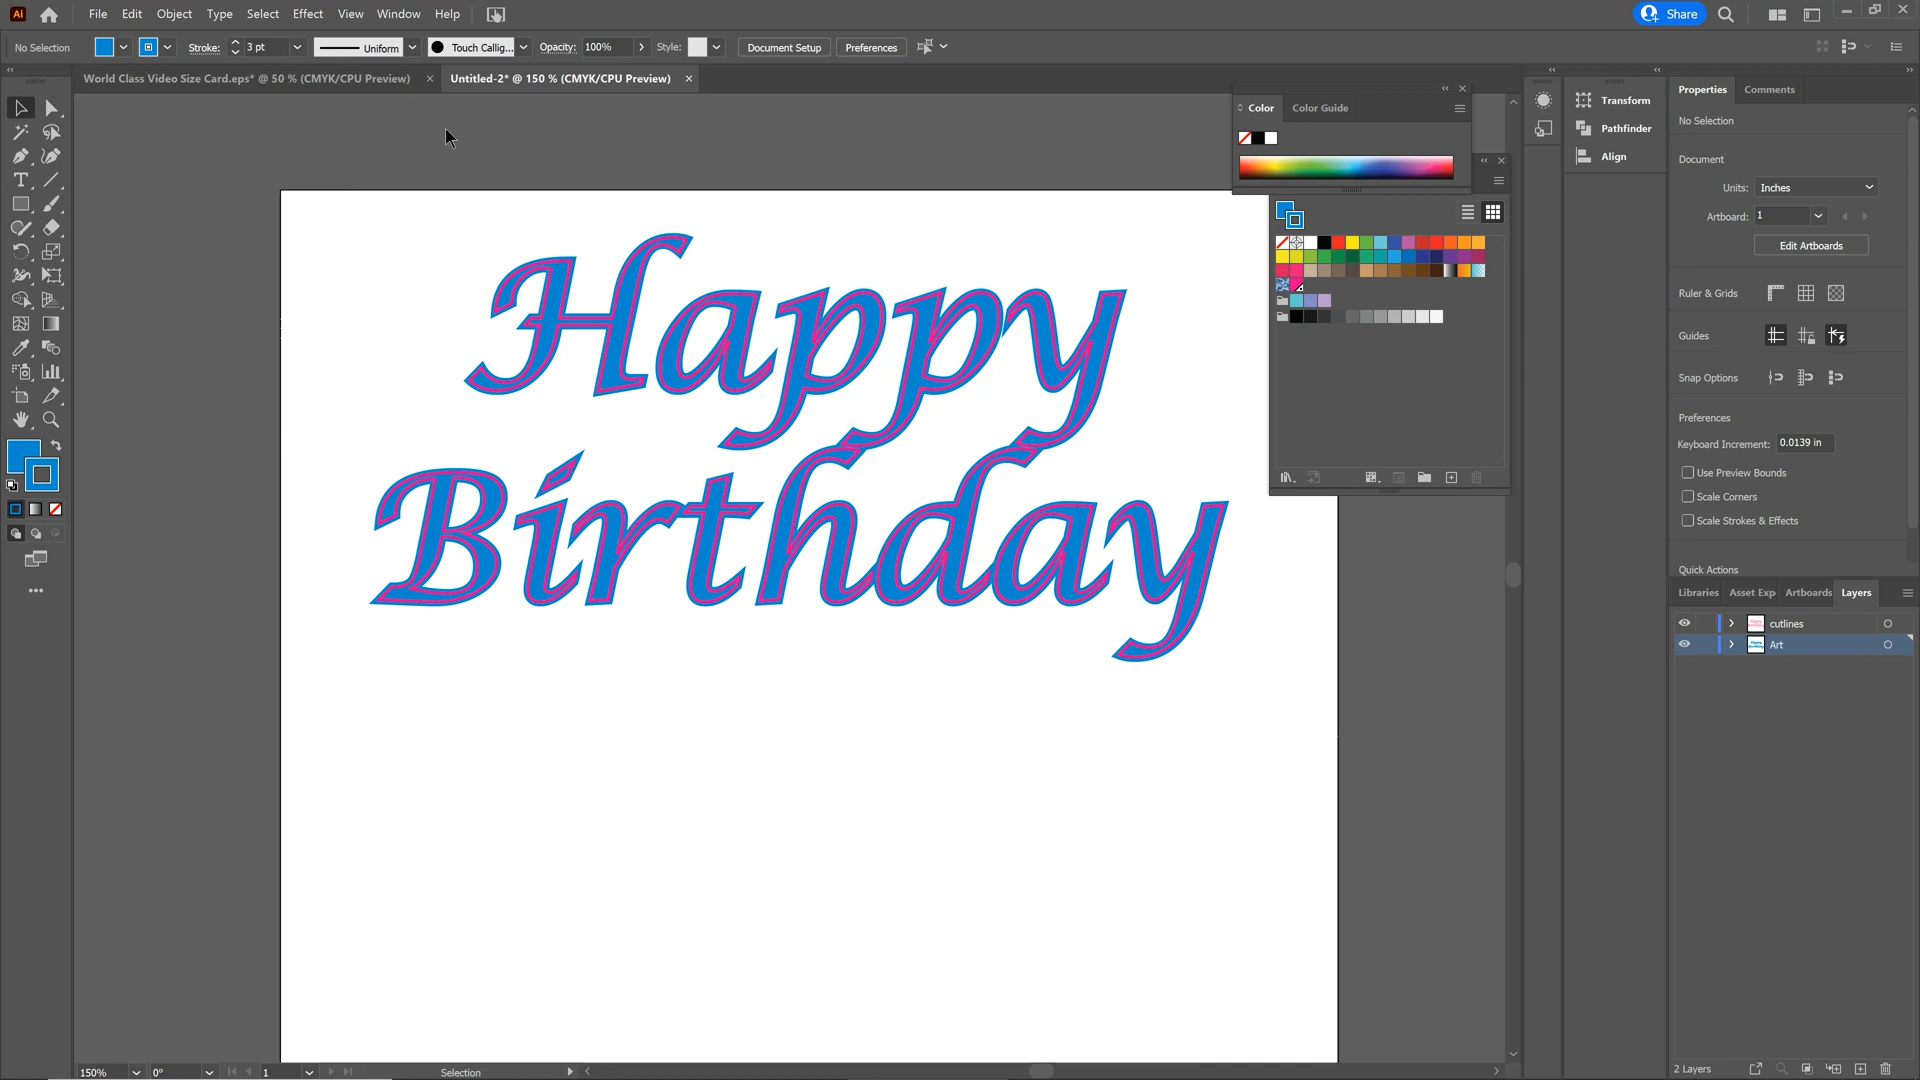 Ai File Edit Object Type Select Effect View Window Help Share
No Selection Stroke: 3 pt Uniform Touch Callig... Opacity: 100% Style: Document Setup Preferences
World Class Video Size Card.eps* @ 50 % (CMYK/CPU Preview) Untitled-2* @ 150 % (CMYK/CPU Preview)
Color Color Guide
Transform
Pathfinder
Align
Properties Comments
No Selection
Document
Units: Inches
Artboard: 1
Edit Artboards
Ruler & Grids
Guides
Snap Options
Preferences
Keyboard Increment: 0.0139 in
Use Preview Bounds
Scale Corners
Scale Strokes & Effects
Quick Actions
Libraries Asset Exp Artboards Layers
cutlines
Art
2 Layers
Happy
Birthday
150% 0° 1 Selection